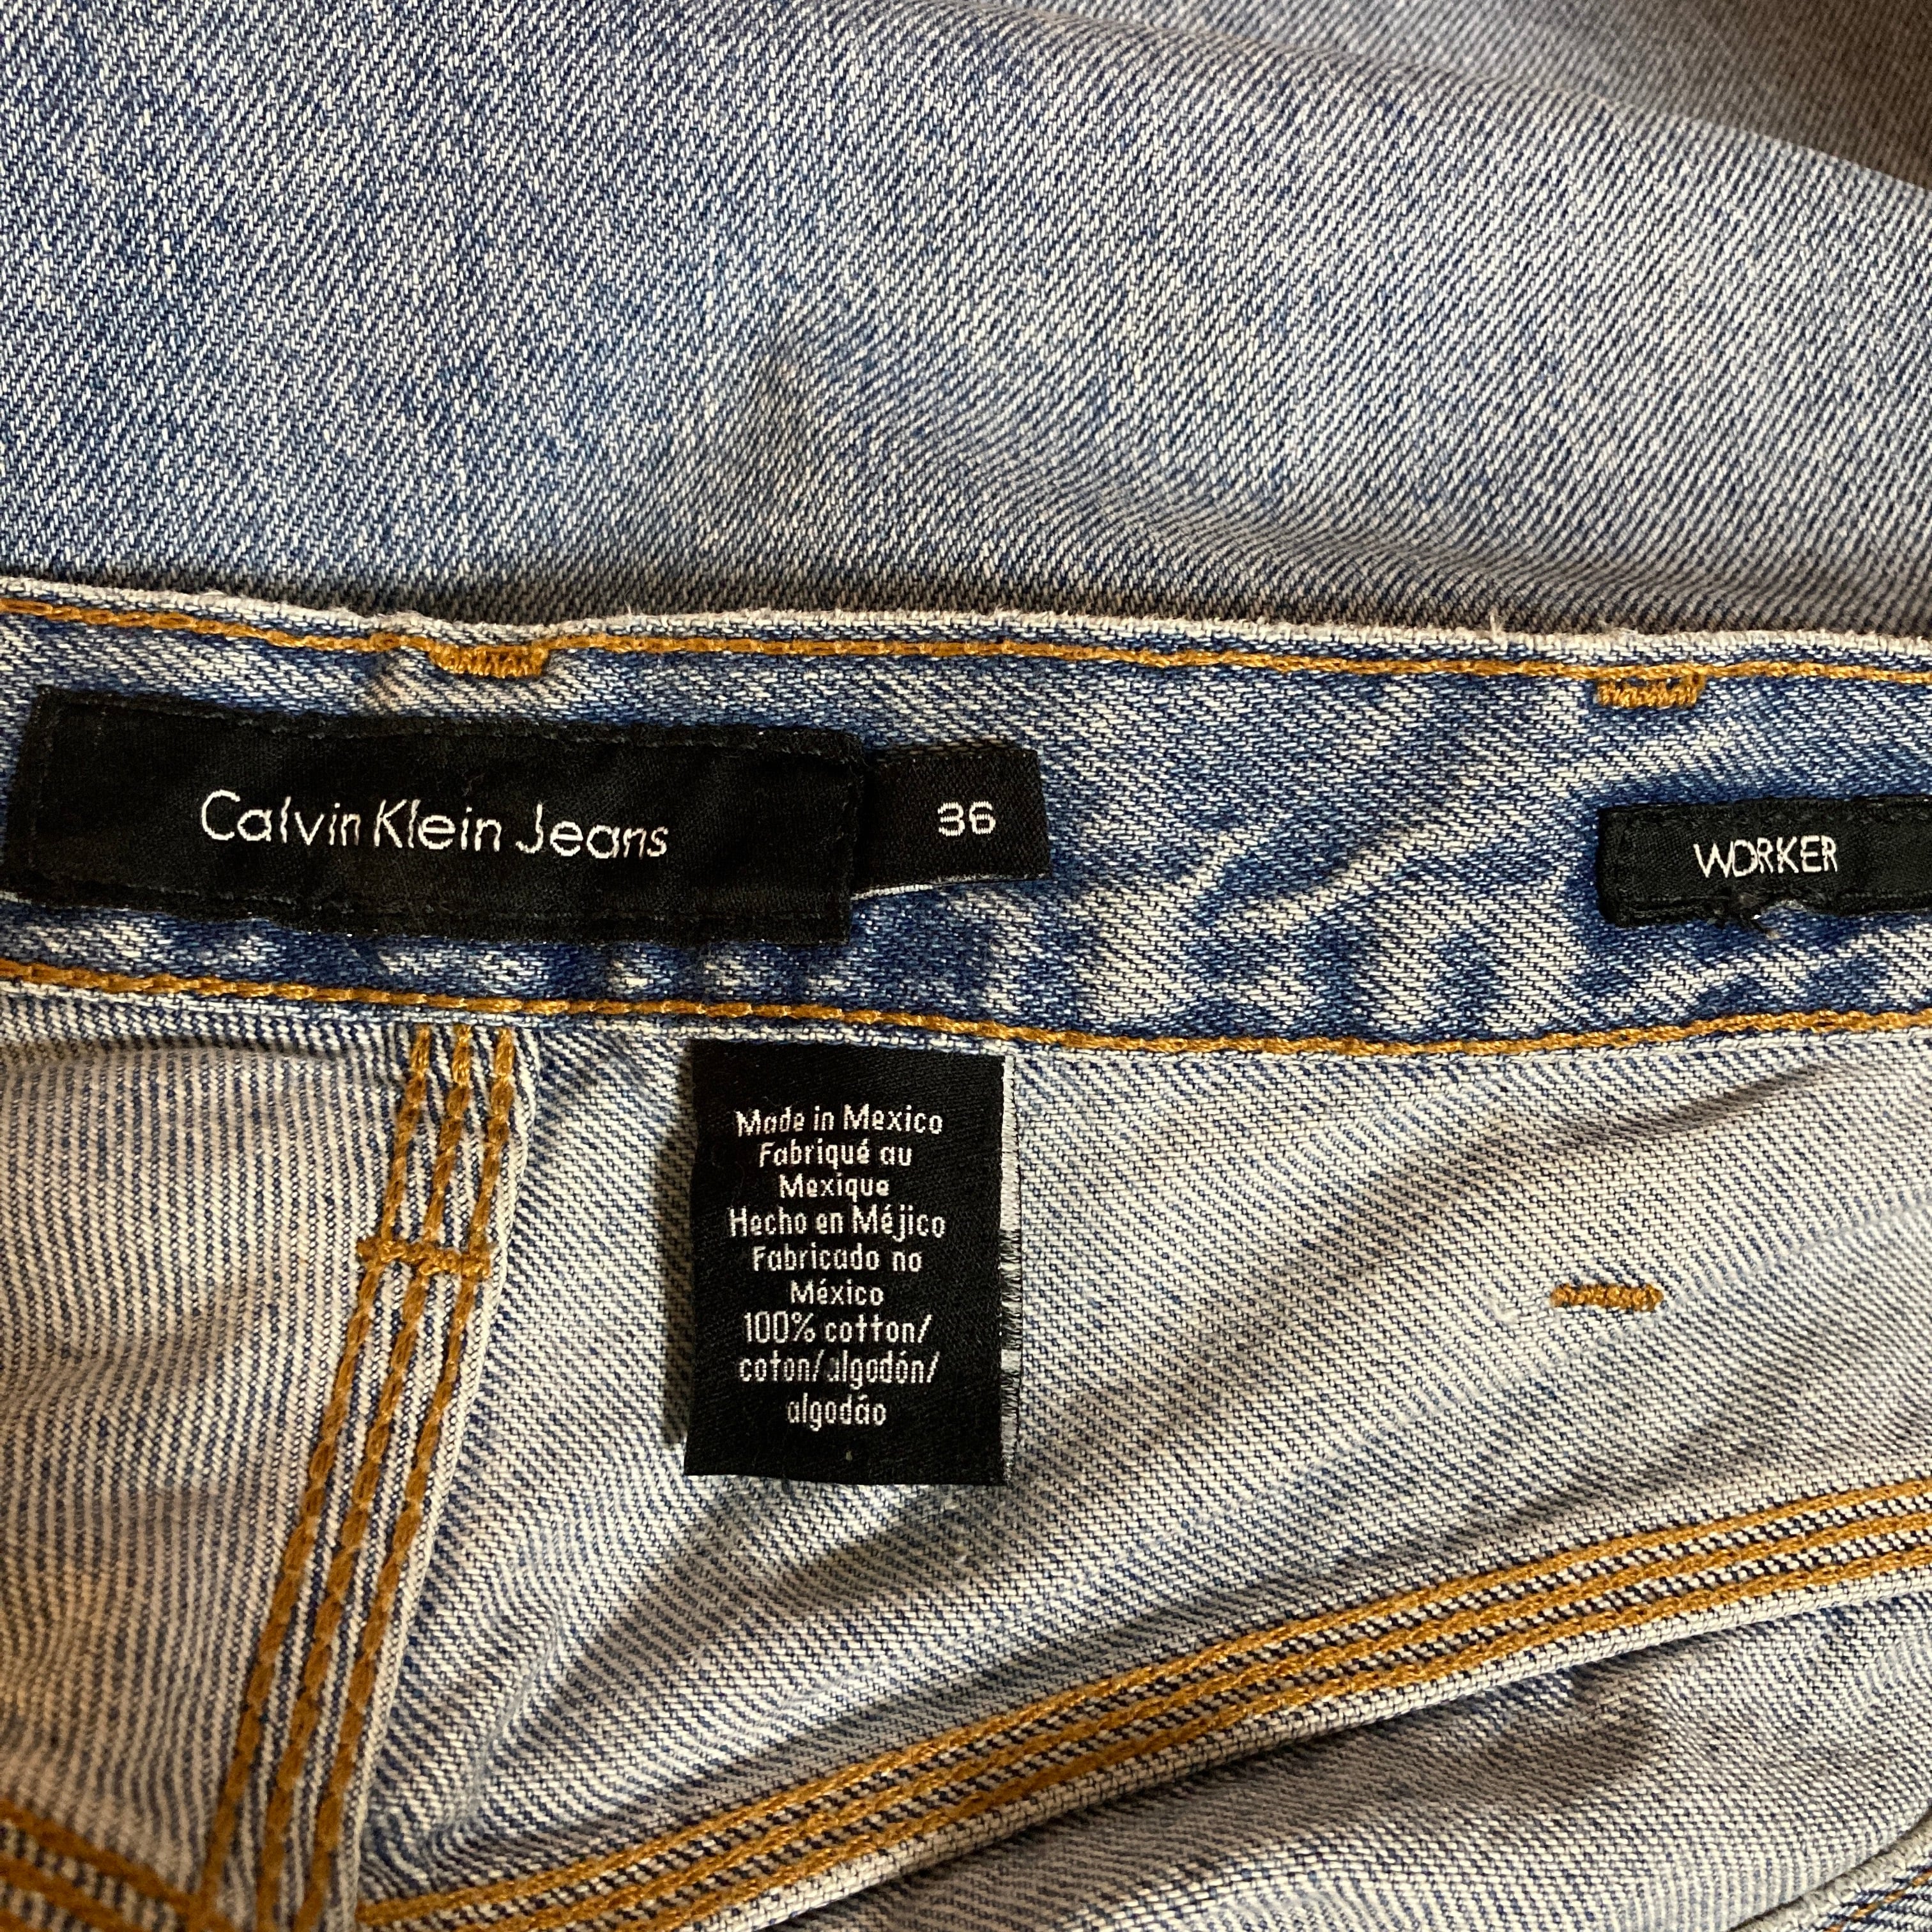 Calvin Klein Jeans
36
WORKER
Made in Mexico
Fabriqué au
Mexique
Hecho en Méjico
Fabricado no
México
100% cotton/
coton/algodón/
algodão